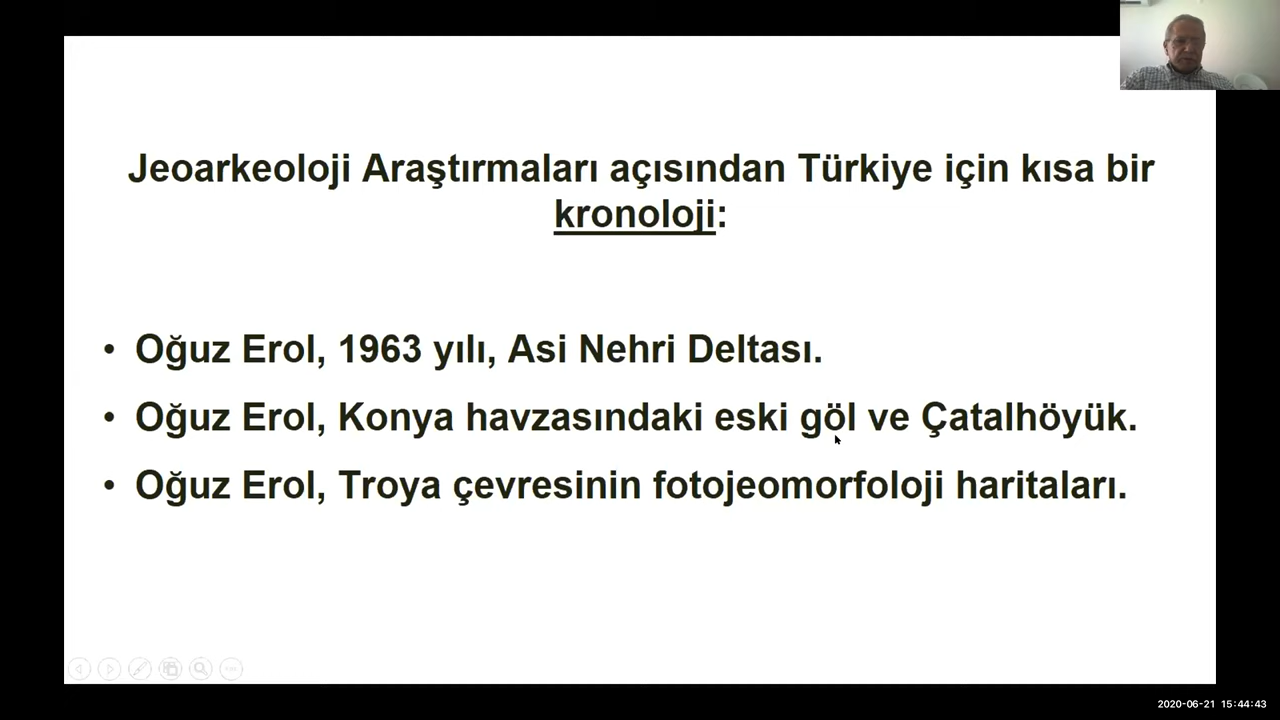 Jeoarkeoloji Araştırmaları açısından Türkiye için kısa bir
kronoloji:
• Oğuz Erol, 1963 yılı, Asi Nehri Deltası.
• Oğuz Erol, Konya havzasındaki eski göl ve Çatalhöyük.
• Oğuz Erol, Troya çevresinin fotojeomorfoloji haritaları.
2020-06-21 15:44:43